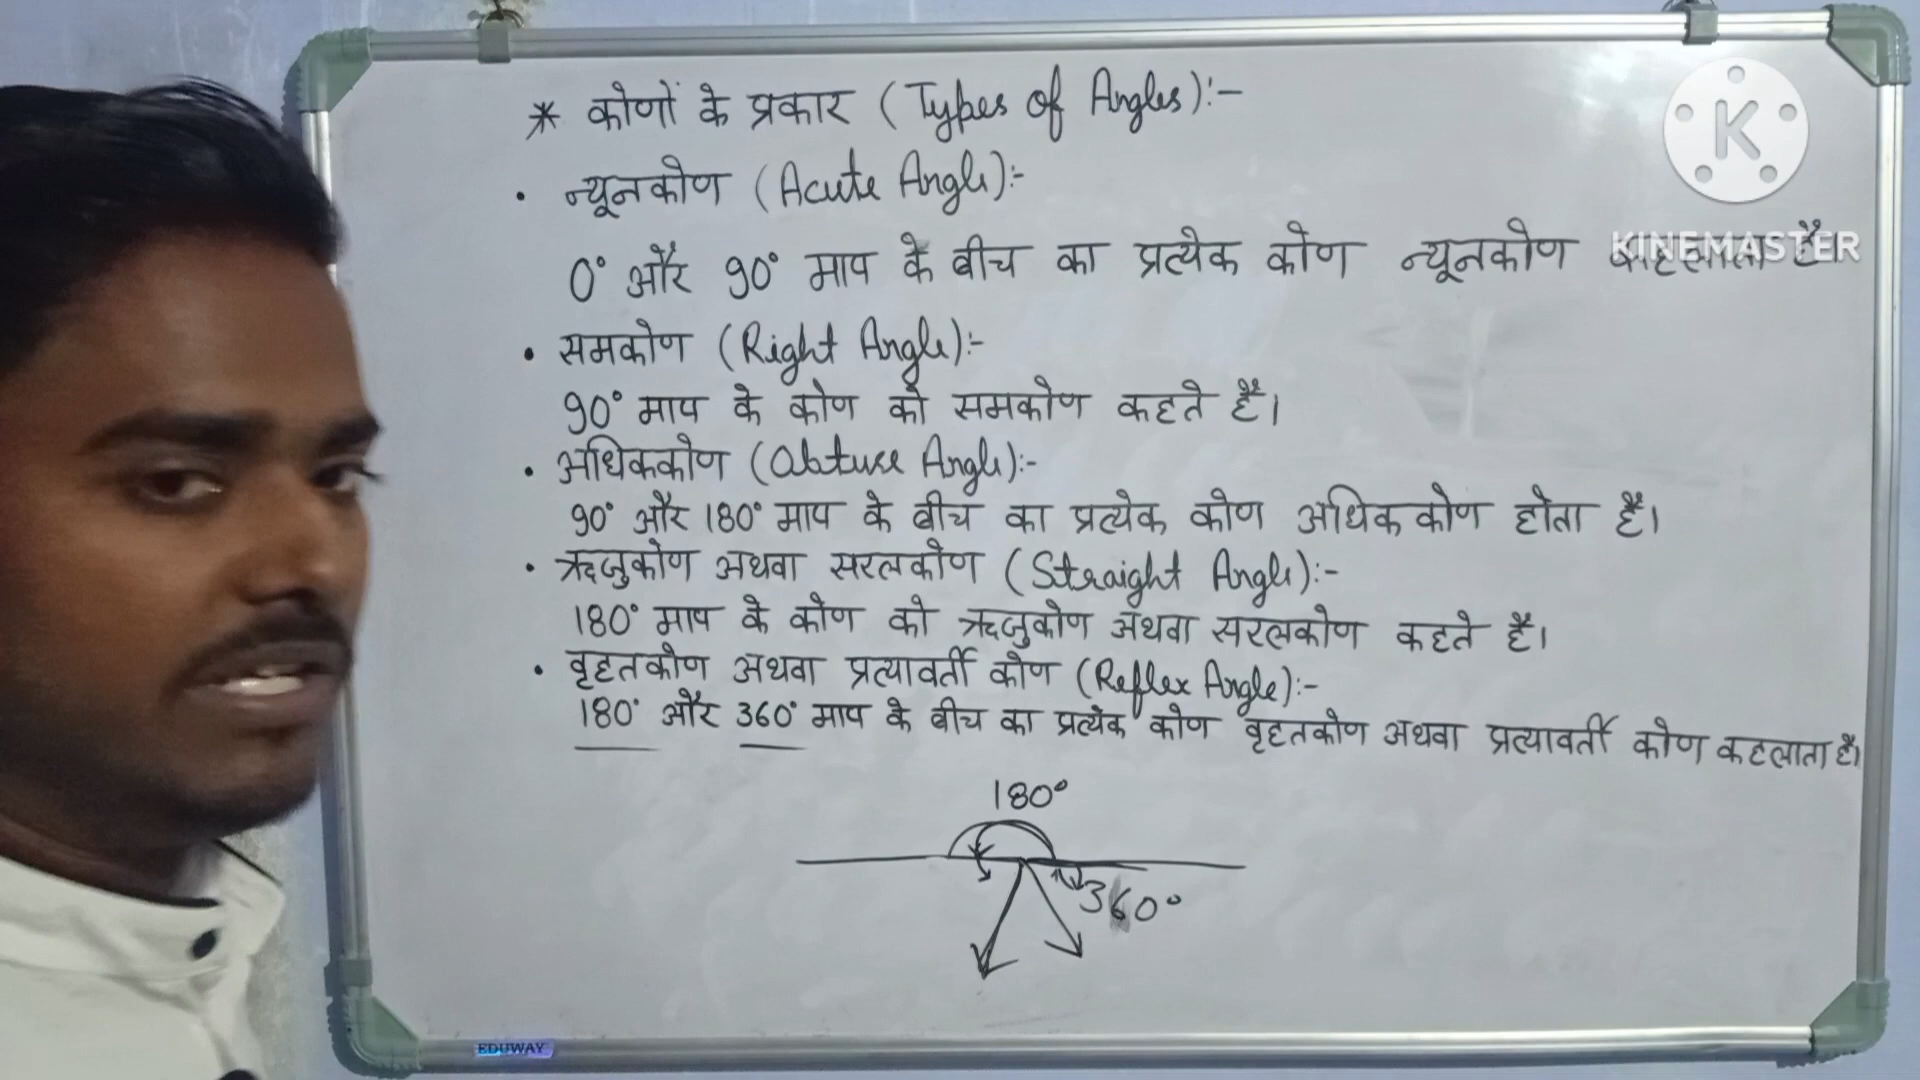 * कोणों के प्रकार (Types of Angles):-
• न्यूनकोण (Acute Angle):-
0° और 90° माप के बीच का प्रत्येक कोण न्यूनकोण कहलाता है।
K
KINEMASTER
• समकोण (Right Angle):-
90° माप के कोण को समकोण कहते हैं।
• अधिककोण (Obtuse Angle):-
90° और 180° माप के बीच का प्रत्येक कोण अधिककोण होता है।
• ऋजुकोण अथवा सरलकोण (Straight Angle):-
180° माप के कोण को ऋजुकोण अथवा सरलकोण कहते हैं।
• वृहतकोण अथवा प्रत्यावर्ती कोण (Reflex Angle):-
180° और 360° माप के बीच का प्रत्येक कोण वृहतकोण अथवा प्रत्यावर्ती कोण कहलाता है।
180°
360°
EDUWAY